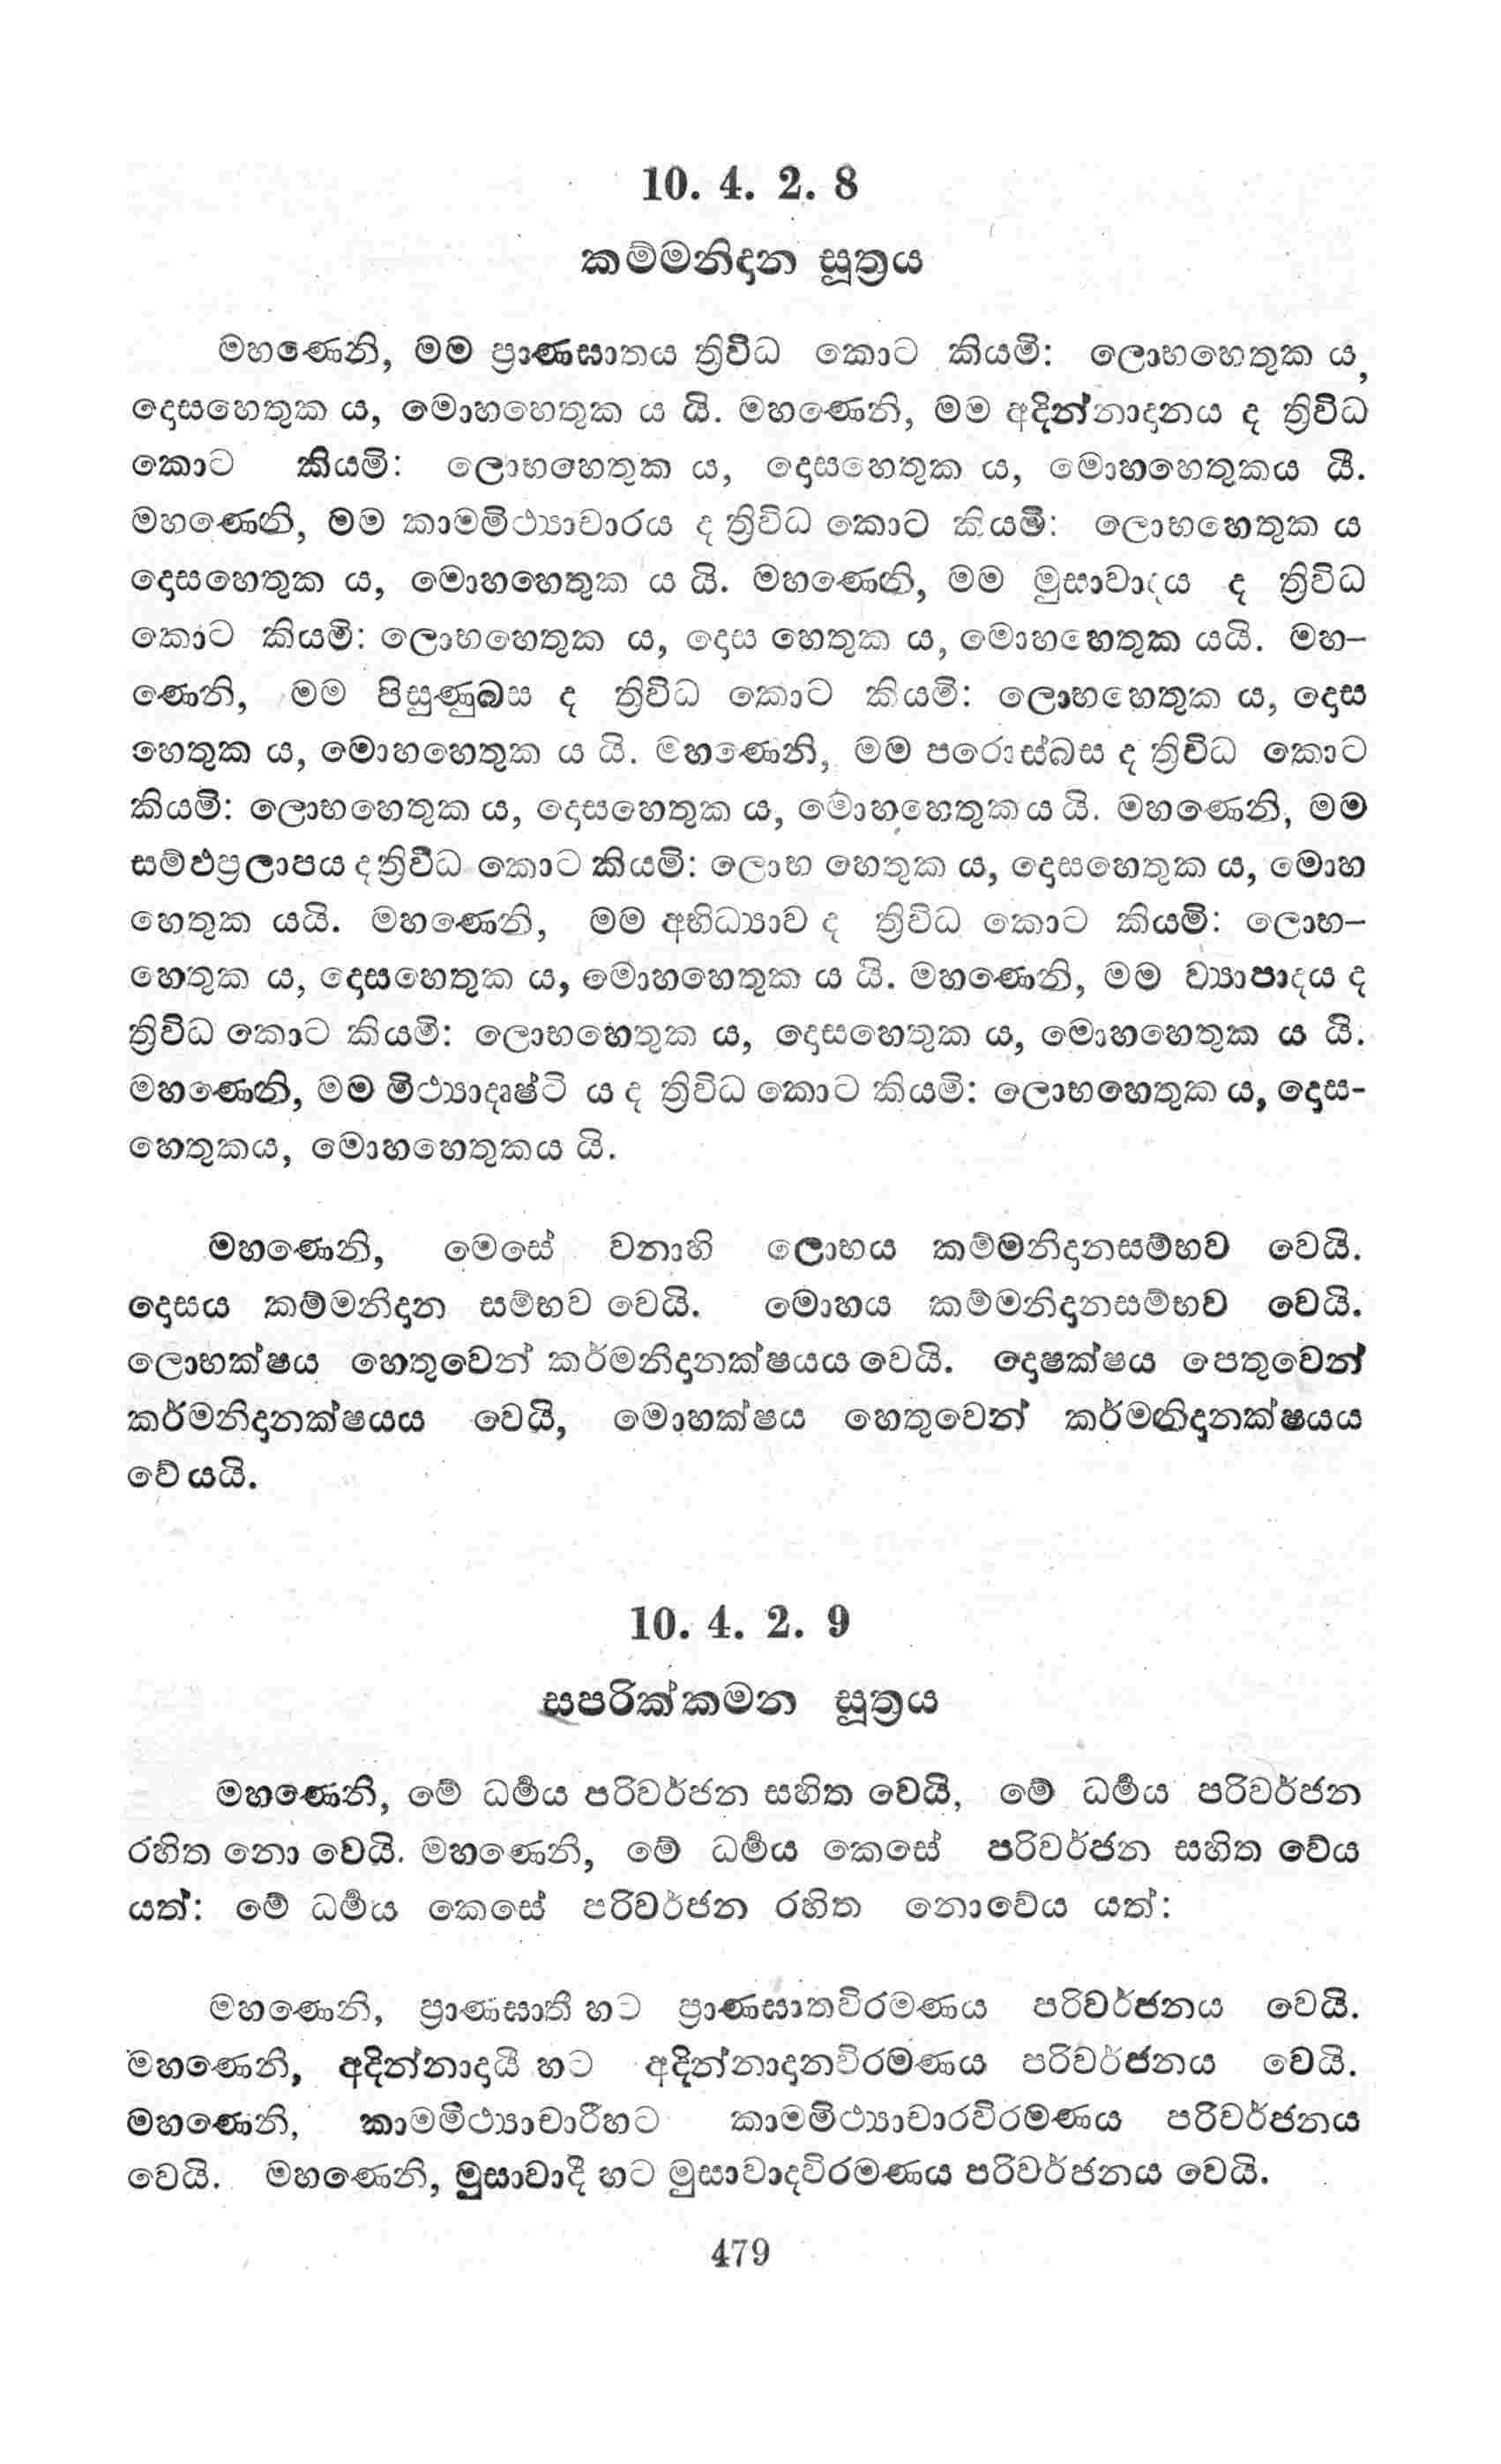 10. 4. 2. 8
කම්මනිදාන සූත්‍රය
මහණෙනි, මම ප්‍රාණඝාතය ත්‍රිවිධ කොට කියමි: ලොභහෙතුක ය,
දොසහෙතුක ය, මොහහෙතුක ය යි. මහණෙනි, මම අදින්නාදානය ද ත්‍රිවිධ
කොට කියමි: ලොභහෙතුක ය, දොසහෙතුක ය, මොහහෙතුකය යි.
මහණෙනි, මම කාමමිථ්‍යාචාරය ද ත්‍රිවිධ කොට කියමි: ලොභහෙතුක ය
දොසහෙතුක ය, මොහහෙතුක ය යි. මහණෙනි, මම මුසාවාදය ද ත්‍රිවිධ
කොට කියමි: ලොභහෙතුක ය, දොස හෙතුක ය, මොහහෙතුක යයි. මහ–
ණෙනි, මම පිසුණුබස ද ත්‍රිවිධ කොට කියමි: ලොභහෙතුක ය, දොස
හෙතුක ය, මොහහෙතුක ය යි. මහණෙනි, මම පරොස්බස ද ත්‍රිවිධ කොට
කියමි: ලොභහෙතුක ය, දොසහෙතුක ය, මොහහෙතුක ය යි. මහණෙනි, මම
සම්ඵප්‍රලාපය ද ත්‍රිවිධ කොට කියමි: ලොභ හෙතුක ය, දොසහෙතුක ය, මොහ
හෙතුක යයි. මහණෙනි, මම අභිධ්‍යාව ද ත්‍රිවිධ කොට කියමි: ලොභ–
හෙතුක ය, දොසහෙතුක ය, මොහහෙතුක ය යි. මහණෙනි, මම ව්‍යාපාදය ද
ත්‍රිවිධ කොට කියමි: ලොභහෙතුක ය, දොසහෙතුක ය, මොහහෙතුක ය යි.
මහණෙනි, මම මිථ්‍යාදෘෂ්ටි ය ද ත්‍රිවිධ කොට කියමි: ලොභහෙතුක ය, දොස-
හෙතුකය, මොහහෙතුකය යි.
මහණෙනි, මෙසේ වනාහි ලොභය කම්මනිදානසම්භව වෙයි.
දොසය කම්මනිදාන සම්භව වෙයි. මොහය කම්මනිදානසම්භව වෙයි.
ලොභක්ෂය හෙතුවෙන් කර්මනිදානක්ෂයය වෙයි. දොෂක්ෂය පෙතුවෙන්
කර්මනිදානක්ෂයය වෙයි, මොහක්ෂය හෙතුවෙන් කර්මනිදානක්ෂයය
වේ යයි.
10. 4. 2. 9
සපරික්කමන සූත්‍රය
මහණෙනි, මේ ධර්‍මය පරිවර්ජන සහිත වෙයි, මේ ධර්‍මය පරිවර්ජන
රහිත නො වෙයි. මහණෙනි, මේ ධර්‍මය කෙසේ පරිවර්ජන සහිත වේය
යත්: මේ ධර්‍මය කෙසේ පරිවර්ජන රහිත නොවේය යත්:
මහණෙනි, ප්‍රාණඝාතී හට ප්‍රාණඝාතවිරමණය පරිවර්ජනය වෙයි.
මහණෙනි, අදින්නාදායී හට අදින්නාදානවිරමණය පරිවර්ජනය වෙයි.
මහණෙනි, කාමමිථ්‍යාචාරීහට කාමමිථ්‍යාචාරවිරමණය පරිවර්ජනය
වෙයි. මහණෙනි, මුසාවාදී හට මුසාවාදවිරමණය පරිවර්ජනය වෙයි.
479